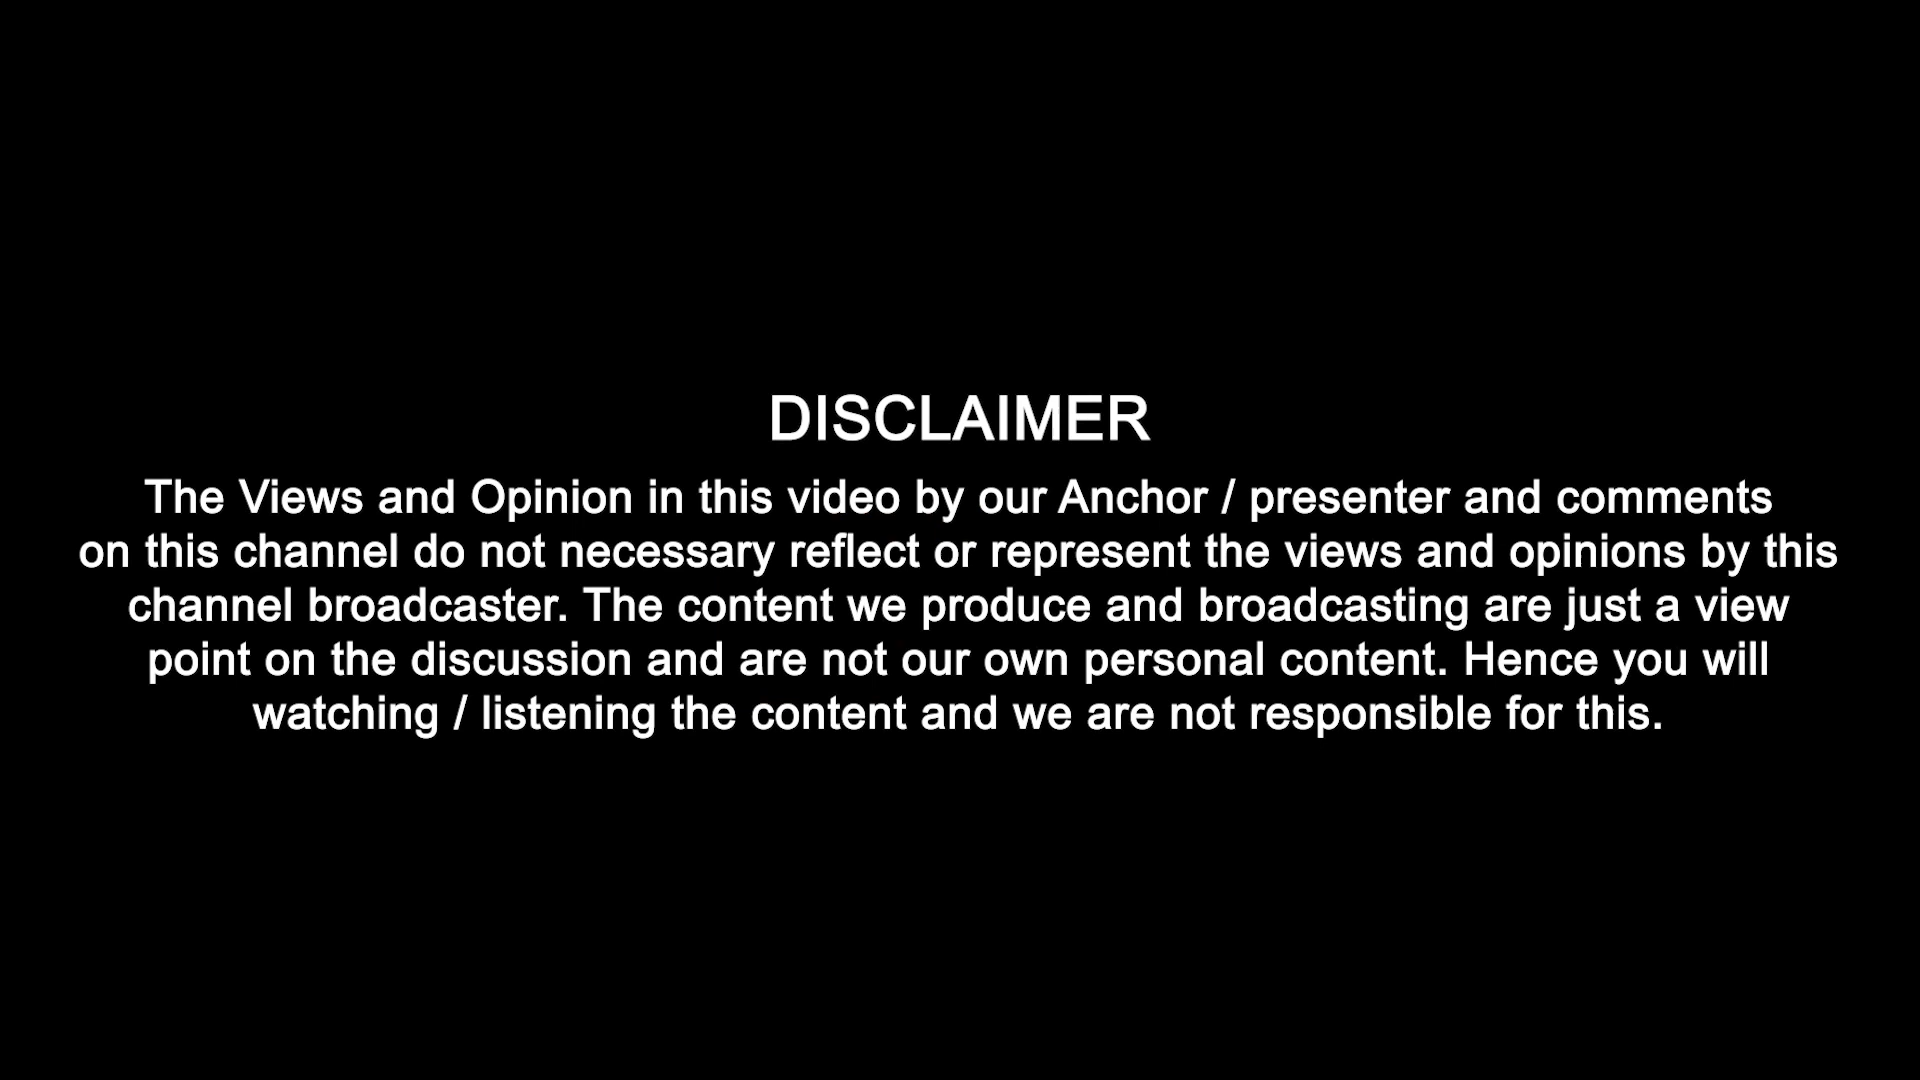 DISCLAIMER
The Views and Opinion in this video by our Anchor / presenter and comments
on this channel do not necessary reflect or represent the views and opinions by this
channel broadcaster. The content we produce and broadcasting are just a view
point on the discussion and are not our own personal content. Hence you will
watching / listening the content and we are not responsible for this.